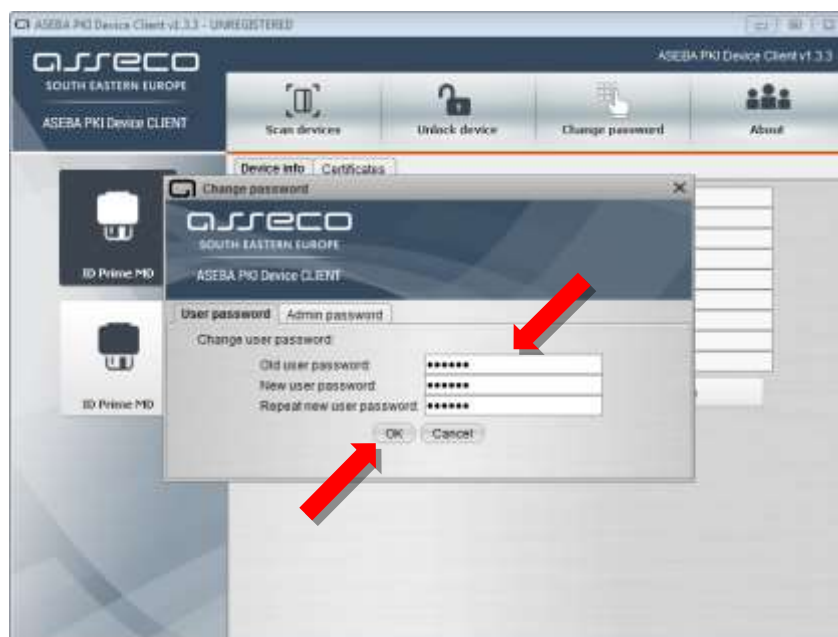 ASEBA PKI Device Client v1.3.3 - UNREGISTERED
asseco
SOUTH EASTERN EUROPE
ASEBA PKI Device CLIENT
ASEBA PKI Device Client v1.3.3
Scan devices
Unlock device
Change password
About
Device info
Certificates
ID Prime MD
ID Prime MD
Change password
asseco
SOUTH EASTERN EUROPE
ASEBA PKI Device CLIENT
User password
Admin password
Change user password:
Old user password:
••••••
New user password:
••••••
Repeat new user password:
••••••
OK
Cancel